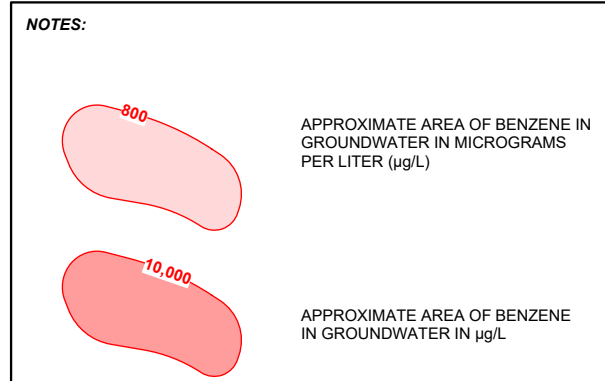 NOTES:
800
APPROXIMATE AREA OF BENZENE IN
GROUNDWATER IN MICROGRAMS
PER LITER (µg/L)
10,000
APPROXIMATE AREA OF BENZENE
IN GROUNDWATER IN µg/L